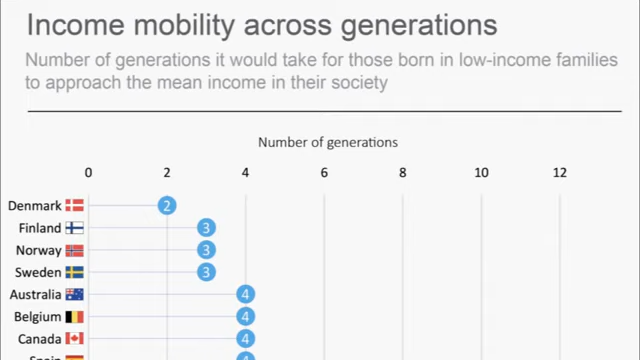 Income mobility across generations
Number of generations it would take for those born in low-income families
to approach the mean income in their society
Number of generations
0 2 4 6 8 10 12
Denmark 2
Finland 3
Norway 3
Sweden 3
Australia 4
Belgium 4
Canada 4
Spain 4